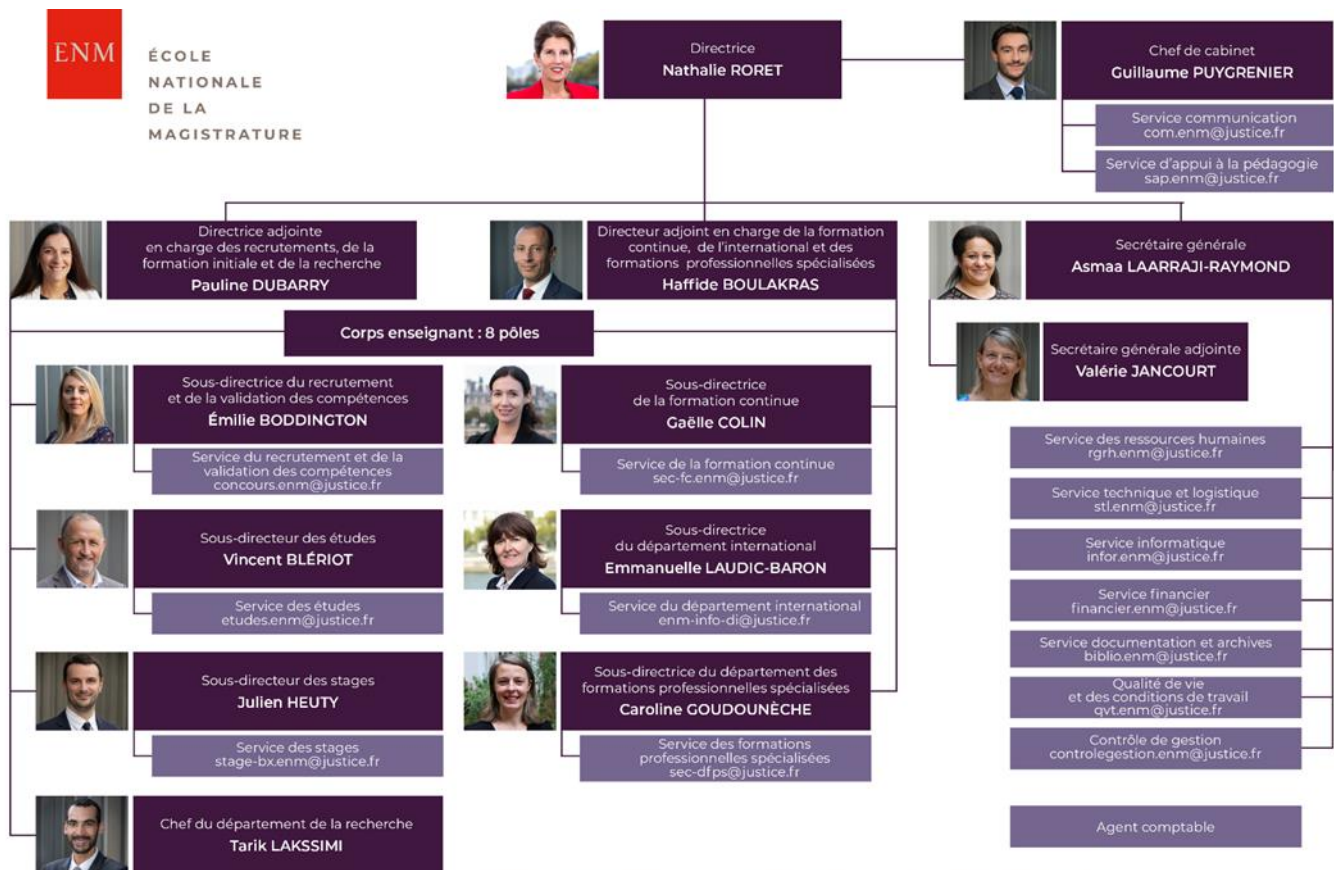 ENM
ÉCOLE
NATIONALE
DE LA
MAGISTRATURE
Directrice
Nathalie RORET
Chef de cabinet
Guillaume PUYGRENIER
Service communication
com.enm@justice.fr
Service d'appui à la pédagogie
sap.enm@justice.fr
Directrice adjointe
en charge des recrutements, de la
formation initiale et de la recherche
Pauline DUBARRY
Directeur adjoint en charge de la formation
continue, de l'international et des
formations professionnelles spécialisées
Haffide BOULAKRAS
Secrétaire générale
Asmaa LAARRAJI-RAYMOND
Corps enseignant : 8 pôles
Secrétaire générale adjointe
Valérie JANCOURT
Sous-directrice du recrutement
et de la validation des compétences
Émilie BODDINGTON
Service du recrutement et de la
validation des compétences
concours.enm@justice.fr
Sous-directeur des études
Vincent BLÉRIOT
Service des études
etudes.enm@justice.fr
Sous-directeur des stages
Julien HEUTY
Service des stages
stage-bx.enm@justice.fr
Chef du département de la recherche
Tarik LAKSSIMI
Sous-directrice
de la formation continue
Gaëlle COLIN
Service de la formation continue
sec-fc.enm@justice.fr
Sous-directrice
du département international
Emmanuelle LAUDIC-BARON
Service du département international
enm-info-di@justice.fr
Sous-directrice du département des
formations professionnelles spécialisées
Caroline GOUDOUNÈCHE
Service des formations
professionnelles spécialisées
sec-dfps@justice.fr
Service des ressources humaines
rgrh.enm@justice.fr
Service technique et logistique
stl.enm@justice.fr
Service informatique
infor.enm@justice.fr
Service financier
financier.enm@justice.fr
Service documentation et archives
biblio.enm@justice.fr
Qualité de vie
et des conditions de travail
qvt.enm@justice.fr
Contrôle de gestion
controlegestion.enm@justice.fr
Agent comptable